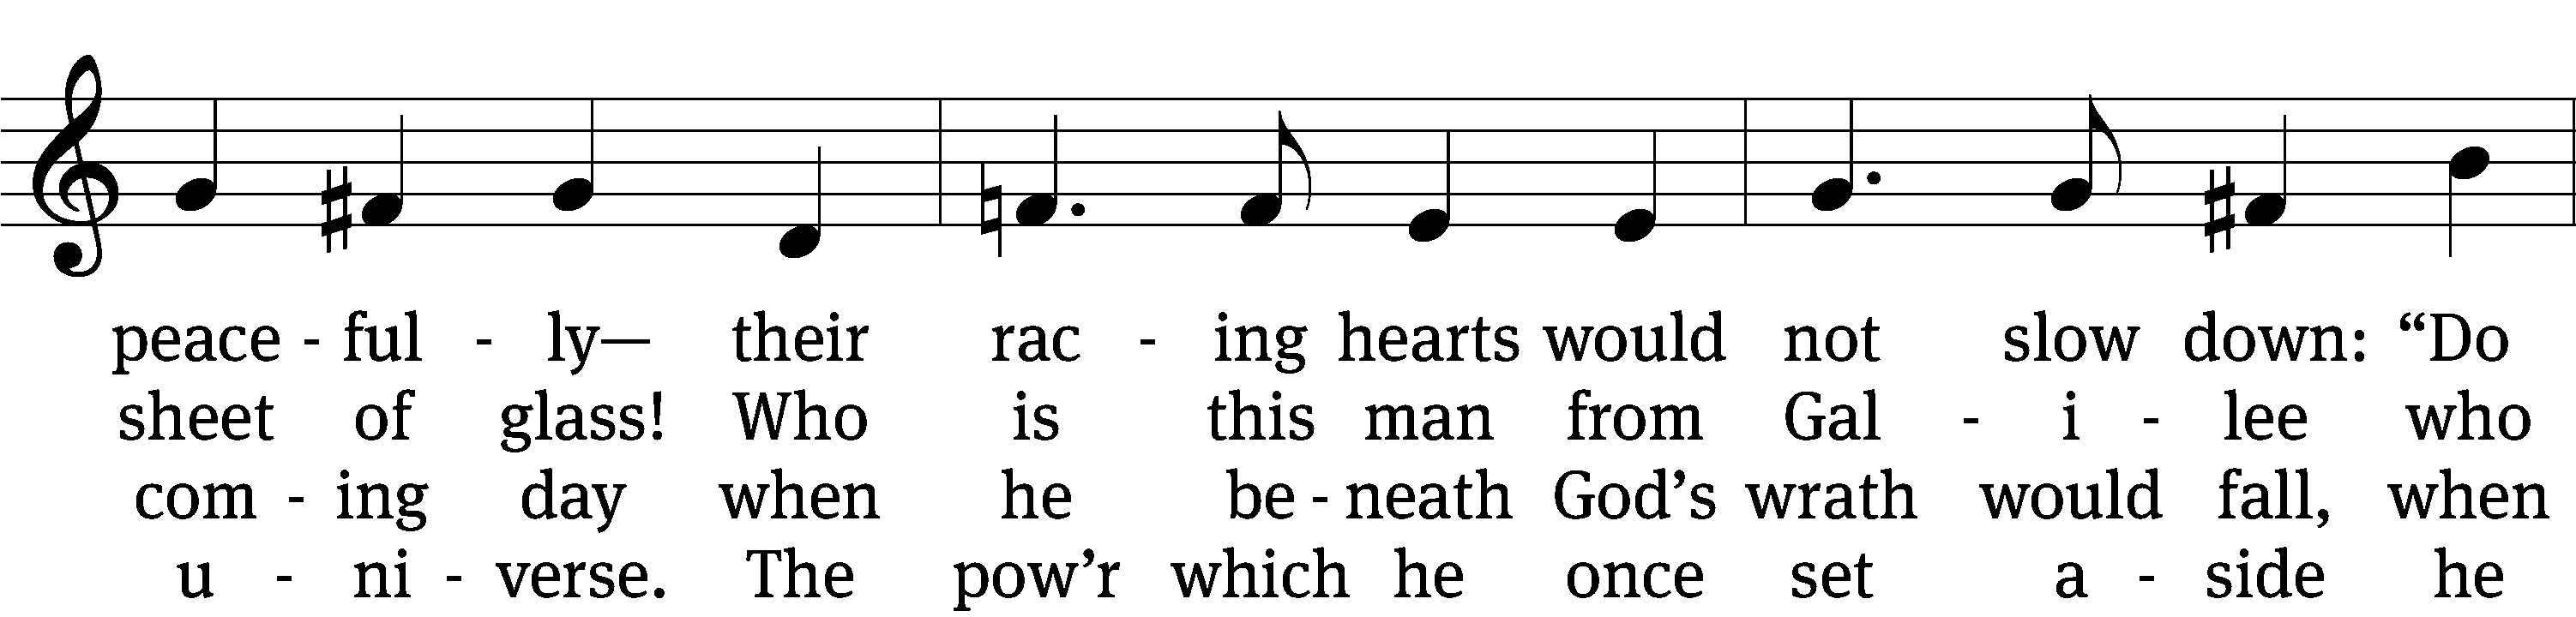 peace - ful - ly— their rac - ing hearts would not slow down: “Do
sheet of glass! Who is this man from Gal - i - lee who
com - ing day when he be - neath God’s wrath would fall, when
u - ni - verse. The pow’r which he once set a - side he